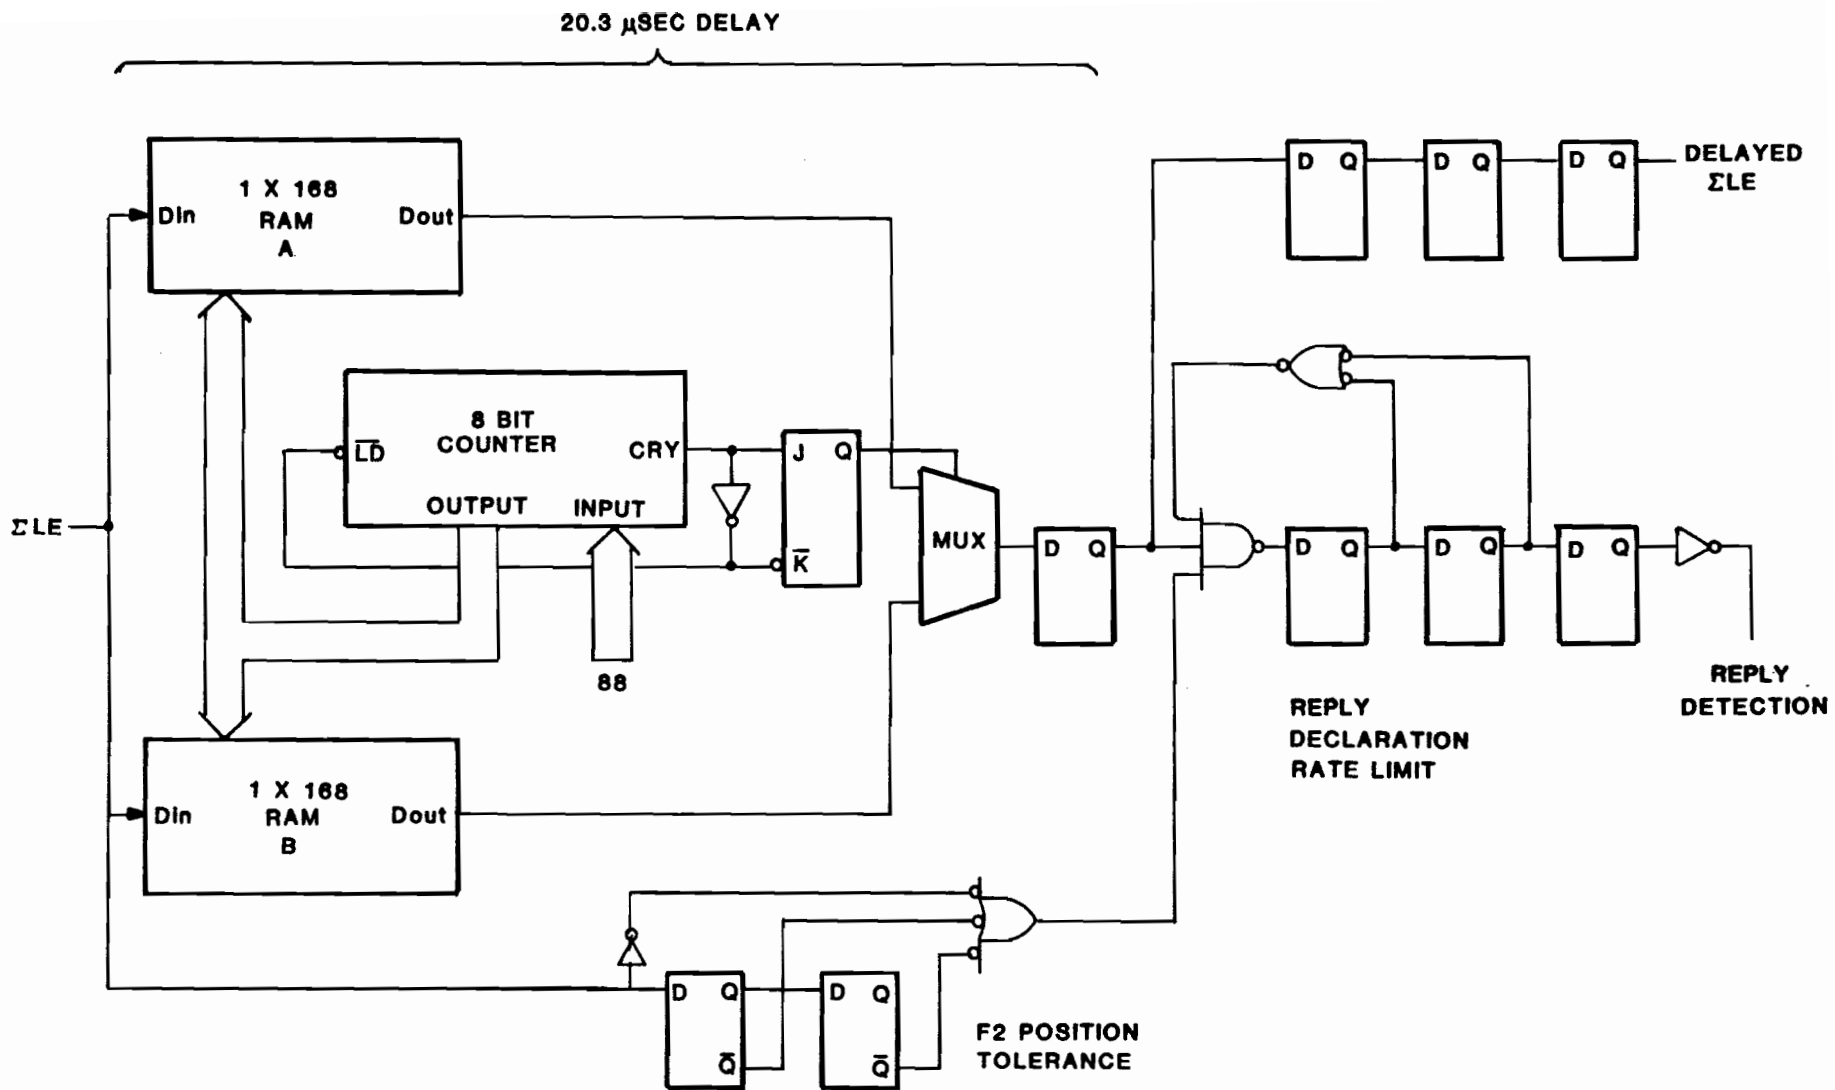 20.3 µSEC DELAY
1 X 168
RAM
A
DIn
Dout
8 BIT
COUNTER
L̅D̅
CRY
OUTPUT
INPUT
88
J
Q
K̅
MUX
D
Q
ΣLE
1 X 168
RAM
B
DIn
Dout
D
Q
Q̅
D
Q
Q̅
F2 POSITION
TOLERANCE
D
Q
D
Q
D
Q
DELAYED
ΣLE
D
Q
D
Q
D
Q
REPLY
DECLARATION
RATE LIMIT
REPLY
DETECTION